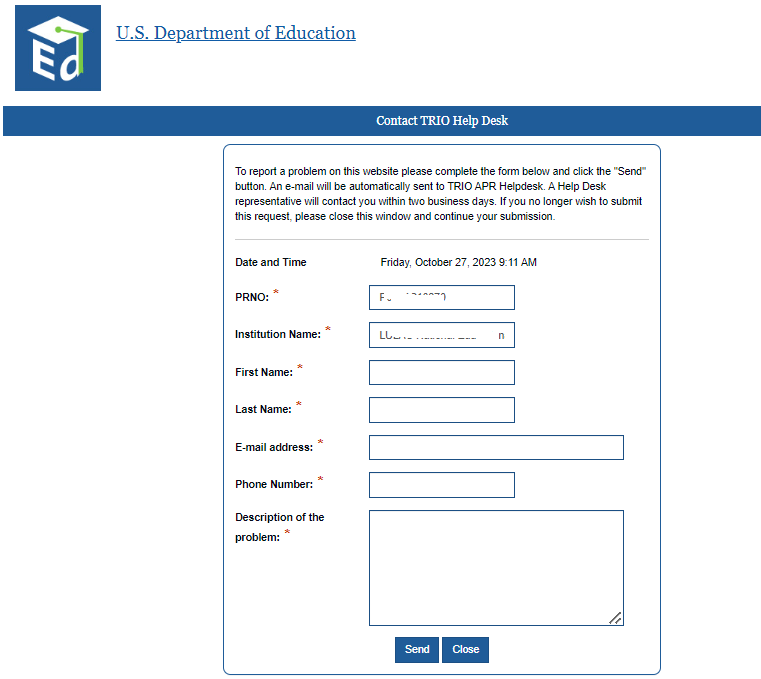 Ed
U.S. Department of Education
Contact TRIO Help Desk
To report a problem on this website please complete the form below and click the "Send"
button. An e-mail will be automatically sent to TRIO APR Helpdesk. A Help Desk
representative will contact you within two business days. If you no longer wish to submit
this request, please close this window and continue your submission.
Date and Time Friday, October 27, 2023 9:11 AM
PRNO: *
Institution Name: *
First Name: *
Last Name: *
E-mail address: *
Phone Number: *
Description of the
problem: *
Send Close